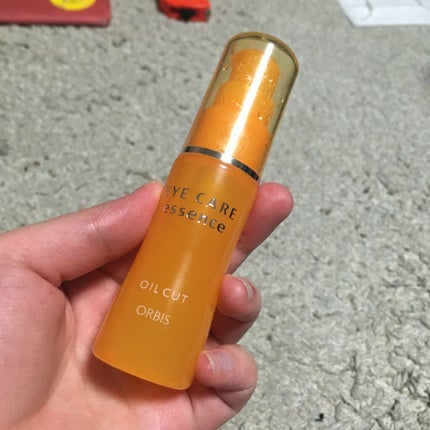 EYE CARE
essence
OIL CUT
ORBIS